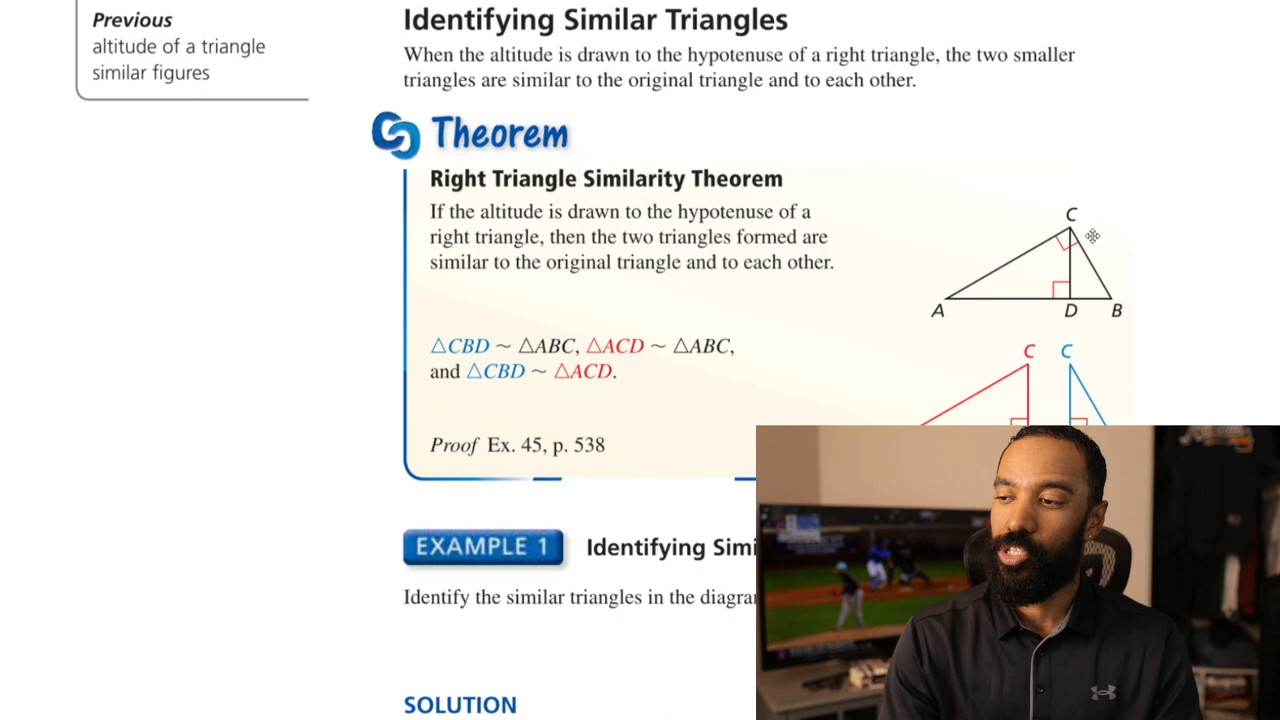 Previous
altitude of a triangle
similar figures
Identifying Similar Triangles
When the altitude is drawn to the hypotenuse of a right triangle, the two smaller
triangles are similar to the original triangle and to each other.
Theorem
Right Triangle Similarity Theorem
If the altitude is drawn to the hypotenuse of a
right triangle, then the two triangles formed are
similar to the original triangle and to each other.
△CBD ~ △ABC, △ACD ~ △ABC,
and △CBD ~ △ACD.
Proof Ex. 45, p. 538
C
A D B
C C
EXAMPLE 1 Identifying Simi
Identify the similar triangles in the diagra
SOLUTION